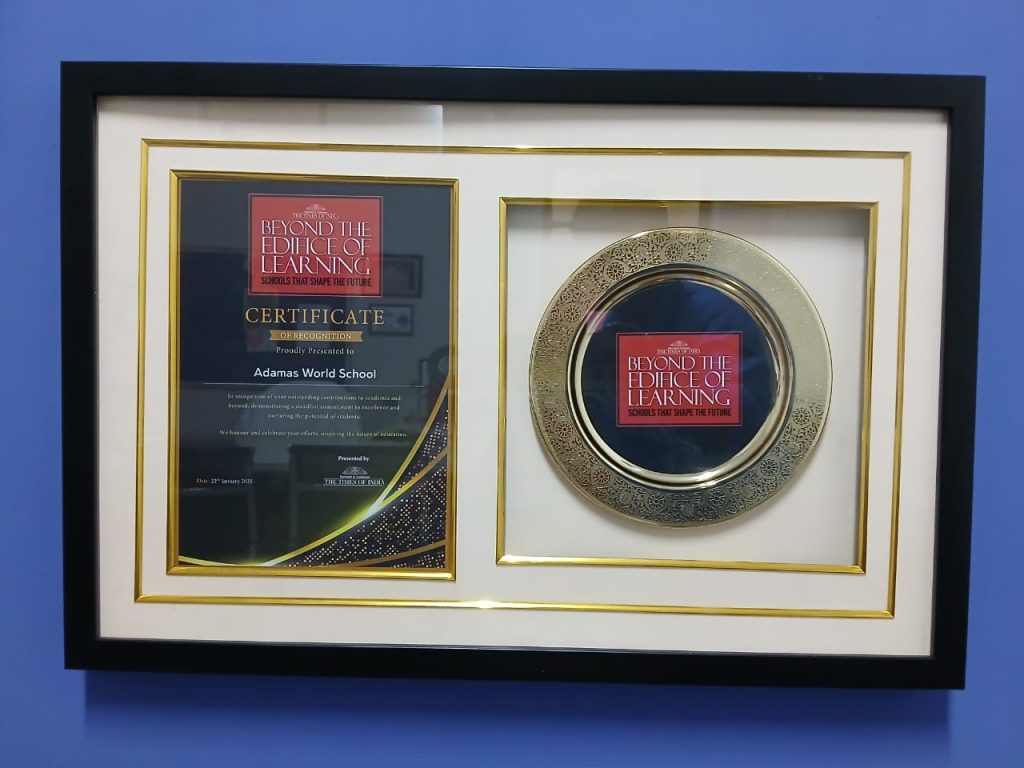 THE TIMES OF INDIA
BEYOND THE
EDIFICE OF
LEARNING
SCHOOLS THAT SHAPE THE FUTURE
CERTIFICATE
OF RECOGNITION
Proudly Presented to
Adamas World School
In recognition of your outstanding contributions to academia and
beyond, demonstrating a steadfast commitment to excellence and
nurturing the potential of students.
We honour and celebrate your efforts, inspiring the future of education.
Presented by
THE TIMES OF INDIA
Date: 22nd January 2025
THE TIMES OF INDIA
BEYOND THE
EDIFICE OF
LEARNING
SCHOOLS THAT SHAPE THE FUTURE